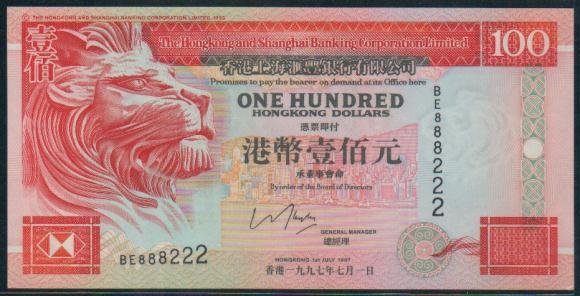 © THE HONGKONG AND SHANGHAI BANKING CORPORATION LIMITED
壹佰
The Hongkong and Shanghai Banking Corporation Limited
100
香港上海滙豐銀行有限公司
Promises to pay the bearer on demand at its Office here
ONE HUNDRED
HONGKONG DOLLARS
憑票即付
港幣壹佰元
承董事會命
By order of the Board of Directors
BE888222
GENERAL MANAGER
總經理
BE888222
HONGKONG 1st JULY 1997
香港一九九七年七月一日